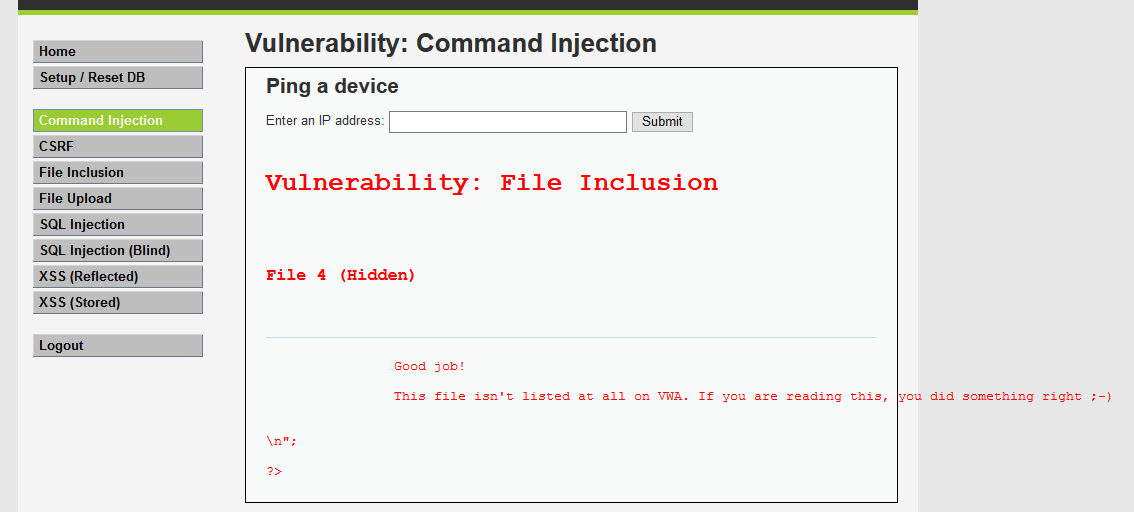 Home
Setup / Reset DB
Command Injection
CSRF
File Inclusion
File Upload
SQL Injection
SQL Injection (Blind)
XSS (Reflected)
XSS (Stored)
Logout
Vulnerability: Command Injection
Ping a device
Enter an IP address: Submit
Vulnerability: File Inclusion
File 4 (Hidden)
Good job!
This file isn't listed at all on VWA. If you are reading this, you did something right ;-)
\n";
?>